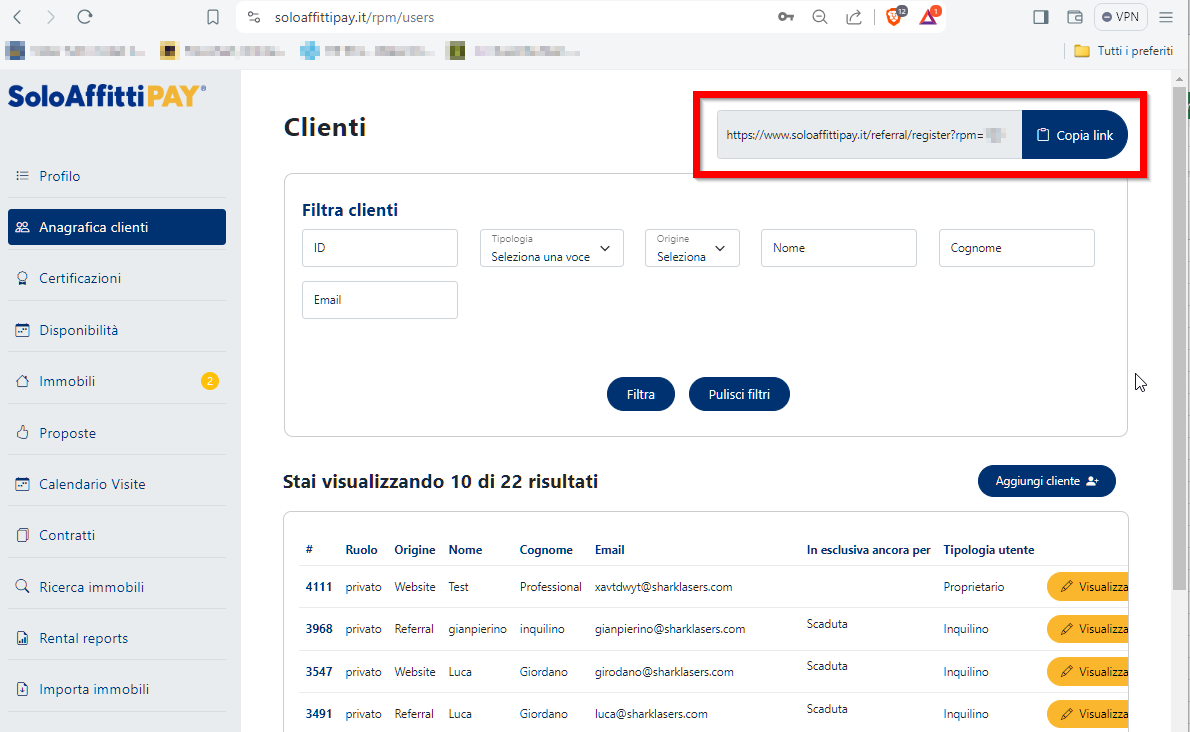 soloaffittipay.it/rpm/users
12
1
VPN
Tutti i preferiti
SoloAffittiPAY®
Profilo
Anagrafica clienti
Certificazioni
Disponibilità
Immobili 2
Proposte
Calendario Visite
Contratti
Ricerca immobili
Rental reports
Importa immobili
Clienti
https://www.soloaffittipay.it/referral/register?rpm=
Copia link
Filtra clienti
ID
Tipologia
Seleziona una voce
Origine
Seleziona
Nome
Cognome
Email
Filtra
Pulisci filtri
Stai visualizzando 10 di 22 risultati
Aggiungi cliente
# Ruolo Origine Nome Cognome Email In esclusiva ancora per Tipologia utente
4111 privato Website Test Professional xavtdwyt@sharklasers.com Proprietario Visualizza
3968 privato Referral gianpierino inquilino gianpierino@sharklasers.com Scaduta Inquilino Visualizza
3547 privato Website Luca Giordano girodano@sharklasers.com Scaduta Inquilino Visualizza
3491 privato Referral Luca Giordano luca@sharklasers.com Scaduta Inquilino Visualizza